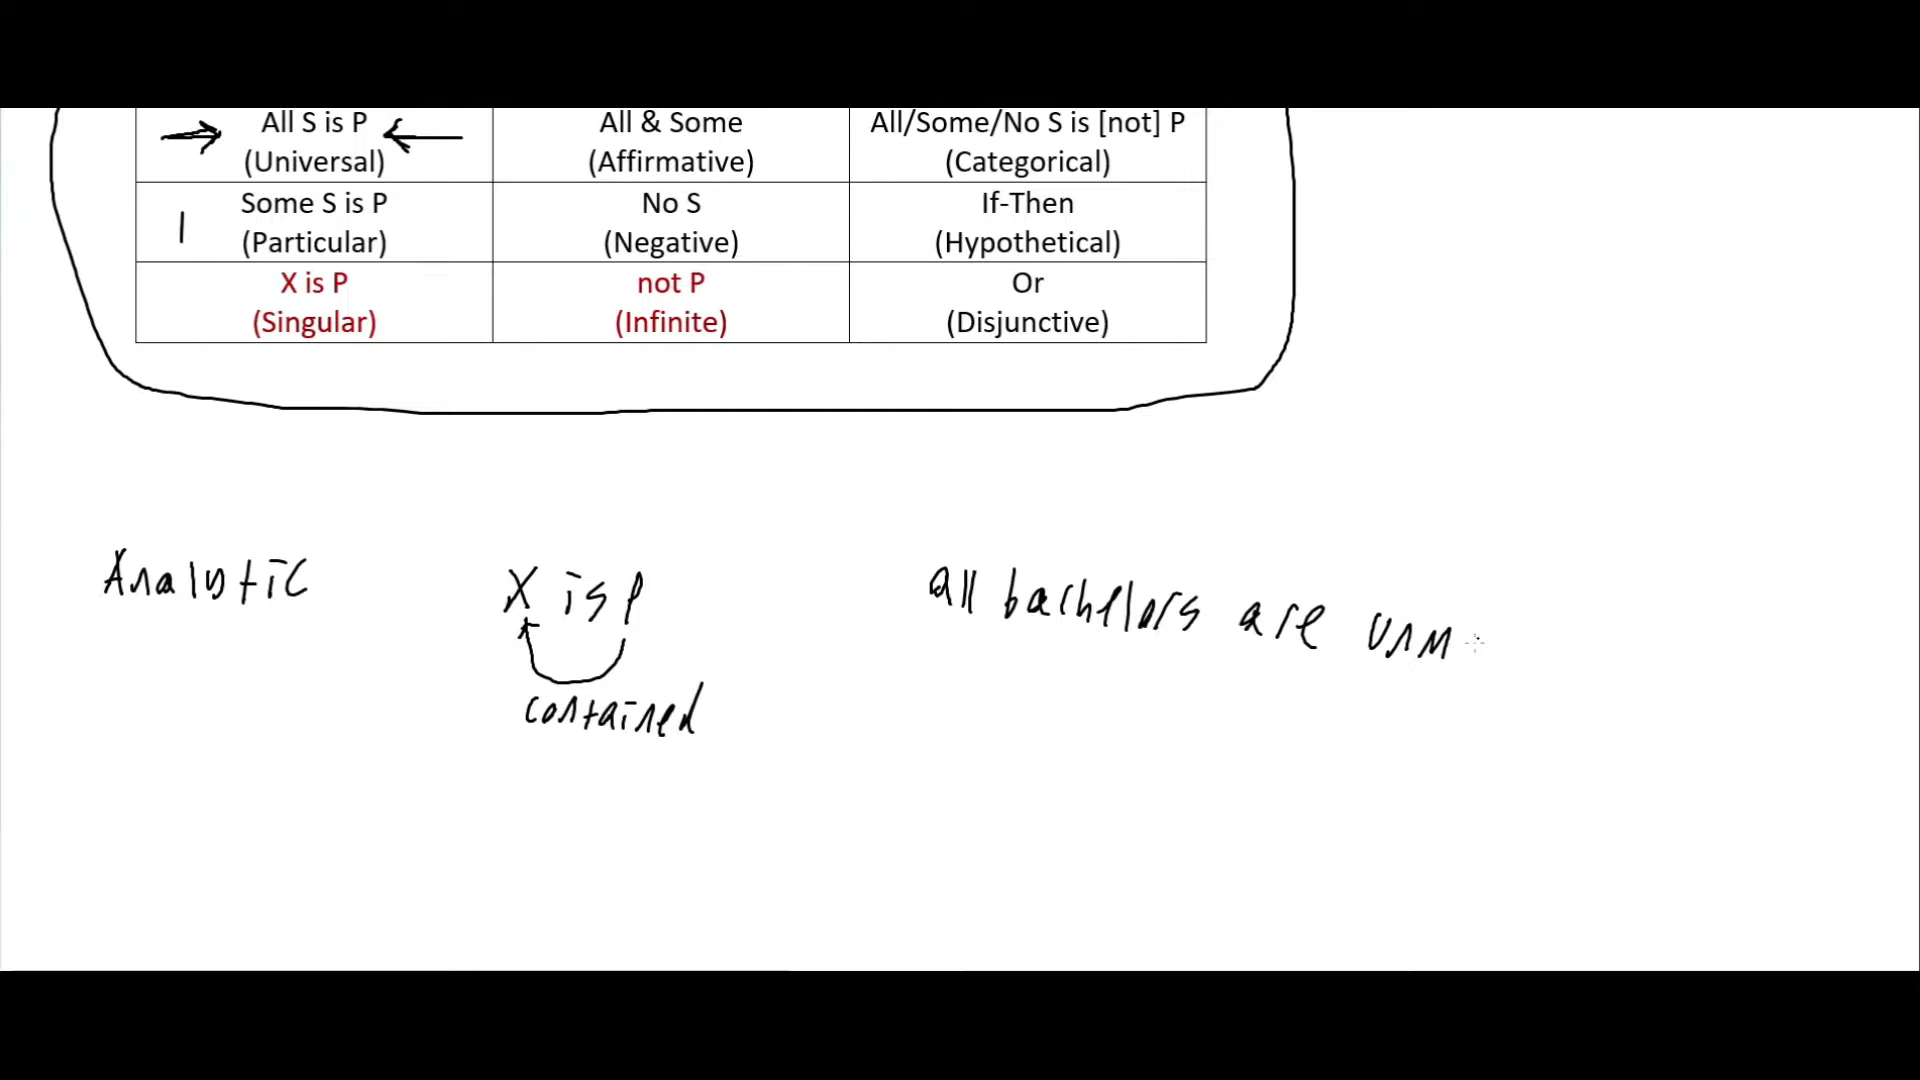 All S is P All & Some All/Some/No S is [not] P
(Universal) (Affirmative) (Categorical)
Some S is P No S If-Then
(Particular) (Negative) (Hypothetical)
X is P not P Or
(Singular) (Infinite) (Disjunctive)
Analytic X is P all bachelors are unm
contained